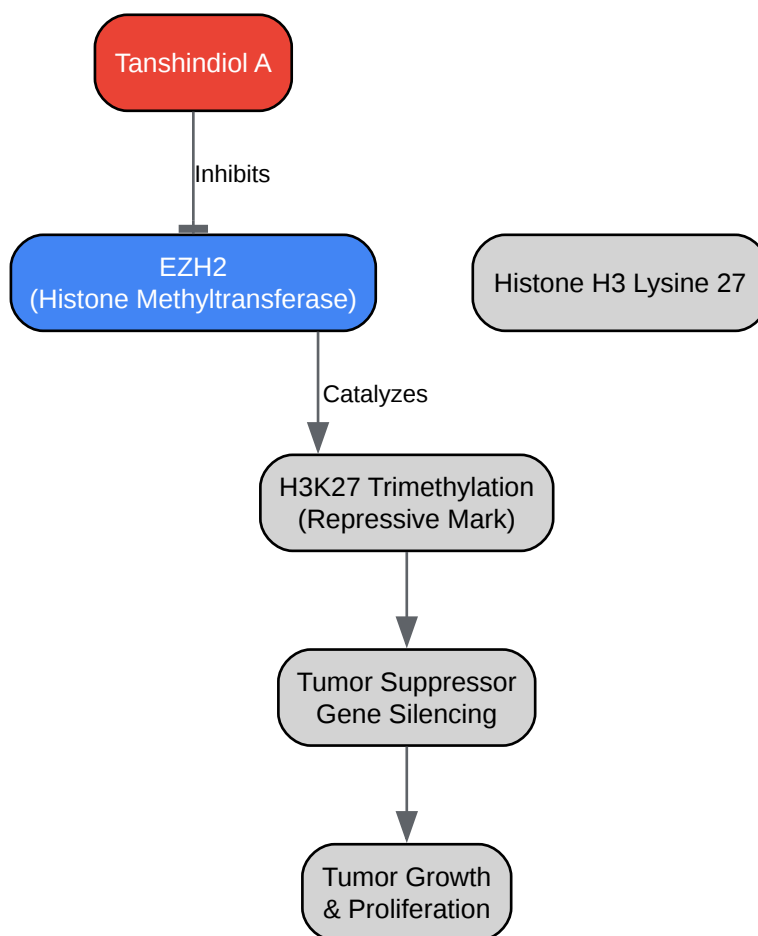 Tanshindiol A
Inhibits
EZH2
(Histone Methyltransferase)
Histone H3 Lysine 27
Catalyzes
H3K27 Trimethylation
(Repressive Mark)
Tumor Suppressor
Gene Silencing
Tumor Growth
& Proliferation